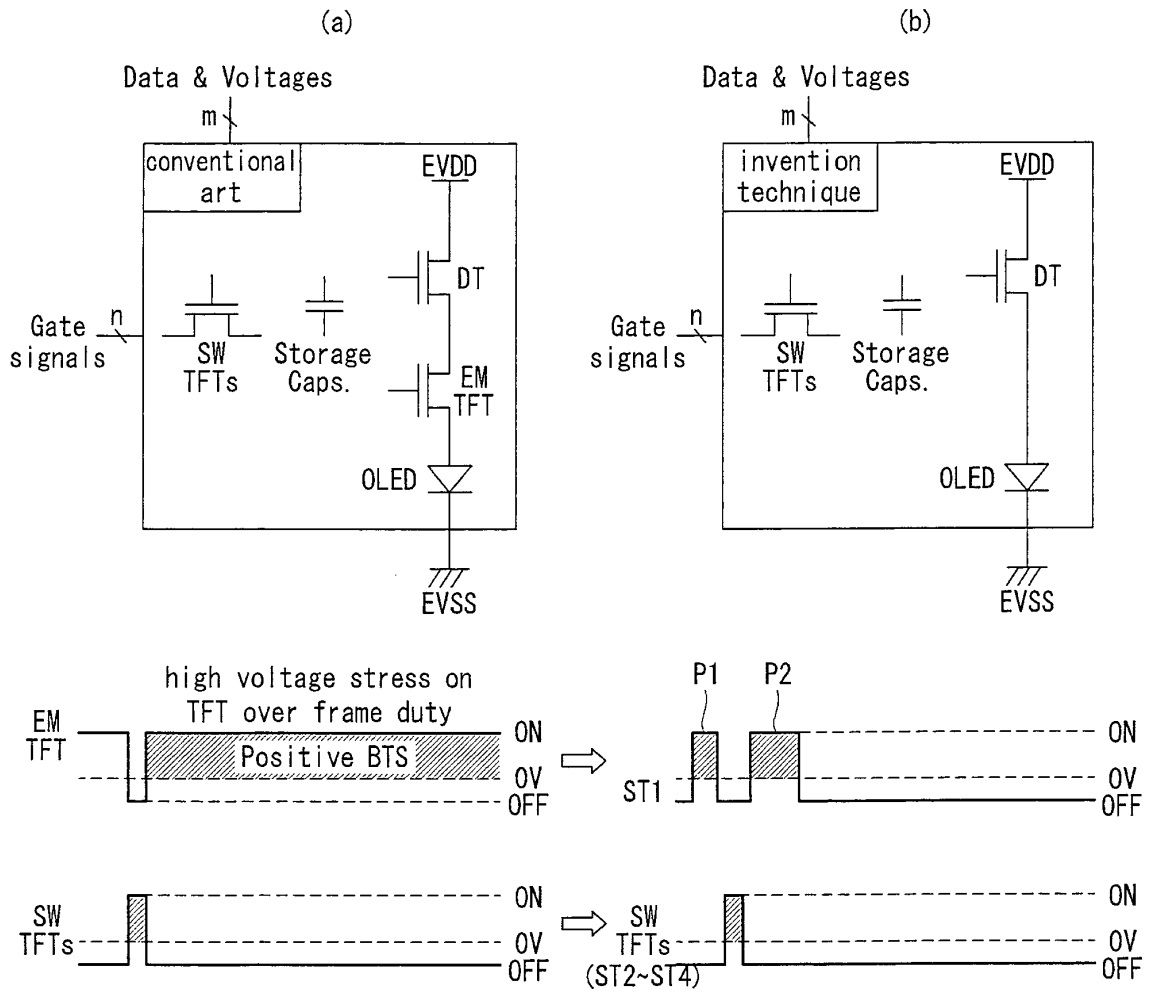 (a)
Data & Voltages
m
conventional
art
EVDD
DT
n
Gate
signals
SW
TFTs
Storage
Caps.
EM
TFT
OLED
EVSS
(b)
Data & Voltages
m
invention
technique
EVDD
DT
n
Gate
signals
SW
TFTs
Storage
Caps.
OLED
EVSS
high voltage stress on
TFT over frame duty
EM
TFT
Positive BTS
ON
0V
OFF
P1
P2
ST1
ON
0V
OFF
SW
TFTs
ON
0V
OFF
SW
TFTs
(ST2~ST4)
ON
0V
OFF